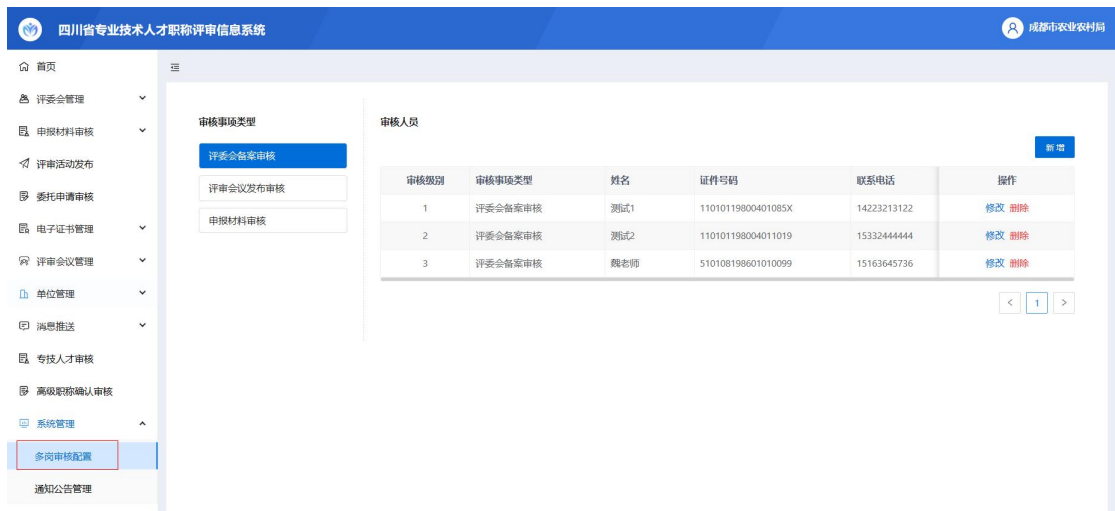 四川省专业技术人才职称评审信息系统
成都市农业农村局
首页
评委会管理
申报材料审核
评审活动发布
委托申请审核
电子证书管理
评审会议管理
单位管理
消息推送
专技人才审核
高级职称确认审核
系统管理
多岗审核配置
通知公告管理
审核事项类型
评委会备案审核
评审会议发布审核
申报材料审核
审核人员
新增
审核级别 审核事项类型 姓名 证件号码 联系电话 操作
1 评委会备案审核 测试1 11010119800401085X 14223213122 修改 删除
2 评委会备案审核 测试2 110101198004011019 15332444444 修改 删除
3 评委会备案审核 魏老师 510108198601010099 15163645736 修改 删除
< 1 >